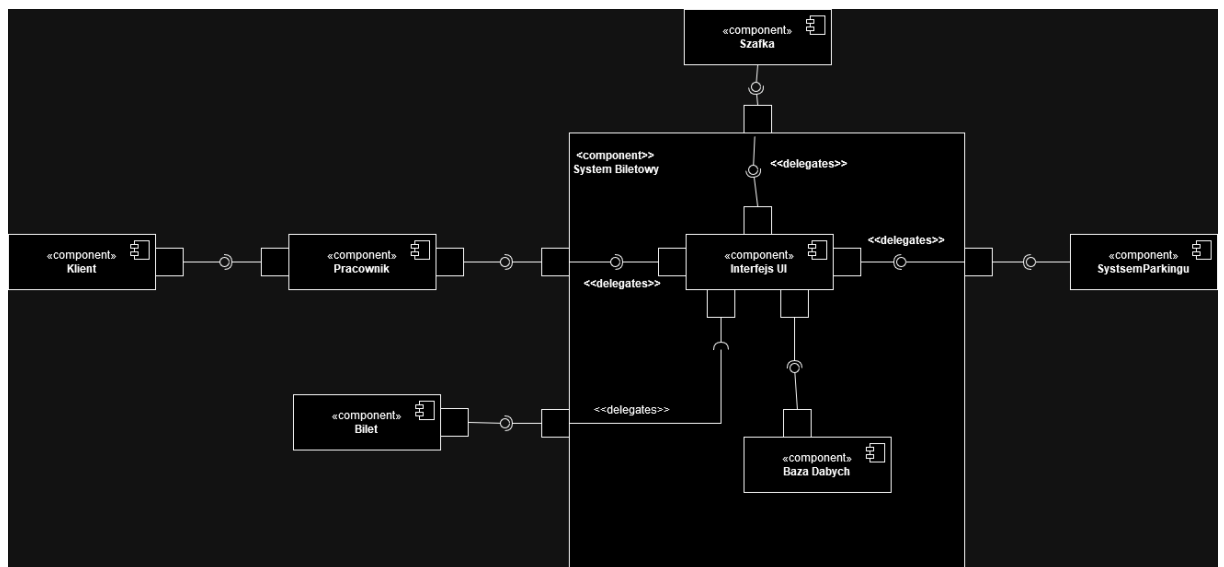 «component»
Szafka
<component>>
System Biletowy
<<delegates>>
«component»
Klient
«component»
Pracownik
<<delegates>>
«component»
Interfejs UI
<<delegates>>
«component»
SystsemParkingu
«component»
Bilet
<<delegates>>
«component»
Baza Dabych